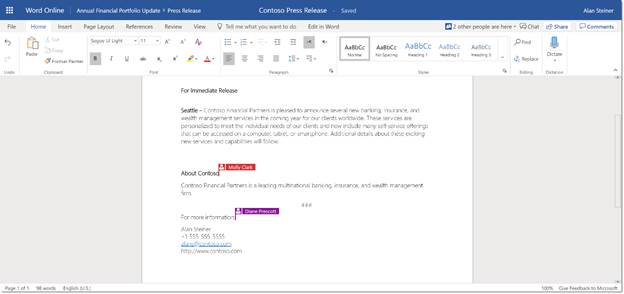 Word Online Annual Financial Portfolio Update › Press Release Contoso Press Release - Saved Alan Steiner
File Home Insert Page Layout References Review View Tell me what you want to do Edit in Word 2 other people are here Chat Share Comments
Paste Cut Copy Format Painter
Segoe UI Light 11
B I U
AaBbCc Normal AaBbCc No Spacing AaBbCc Heading 1 AaBbCc Heading 2 AaBbCc Heading 3
Find Replace Dictate
Undo Clipboard Font Paragraph Styles Editing Dictation
For Immediate Release
Seattle – Contoso Financial Partners is pleased to announce several new banking, insurance, and
wealth management services in the coming year for our clients worldwide. These services are
personalized to meet the individual needs of our clients and now include many self-service offerings
that can be accessed on a computer, tablet, or smartphone. Additional details about these exciting
new services and capabilities will follow.
Molly Clark
About Contoso
Contoso Financial Partners is a leading multinational banking, insurance, and wealth management
firm.
###
Diane Prescott
For more information:
Alan Steiner
+1-555-555-5555
alans@contoso.com
http://www.contoso.com
Page 1 of 1 98 words English (U.S.) 100% Give Feedback to Microsoft